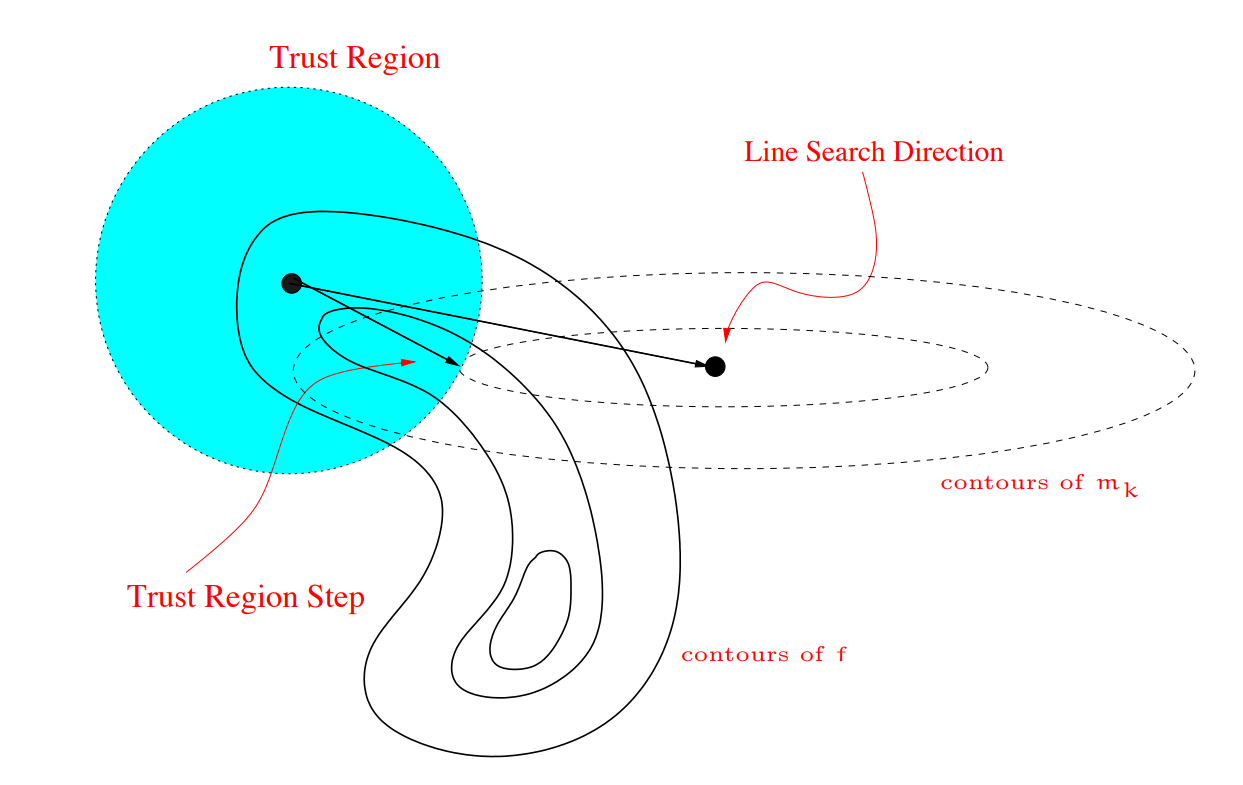 Trust Region
Line Search Direction
contours of mₖ
Trust Region Step
contours of f